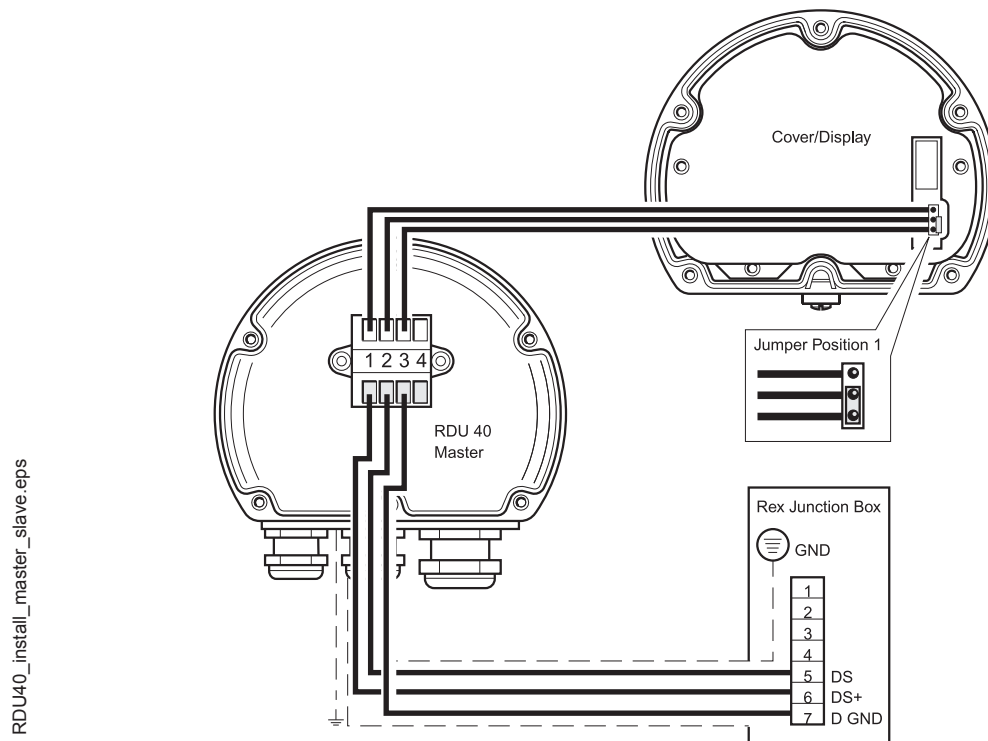 Cover/Display
1 2 3 4
Jumper Position 1
RDU 40
Master
Rex Junction Box
GND
1
2
3
4
5 DS
6 DS+
7 D GND
RDU40_install_master_slave.eps